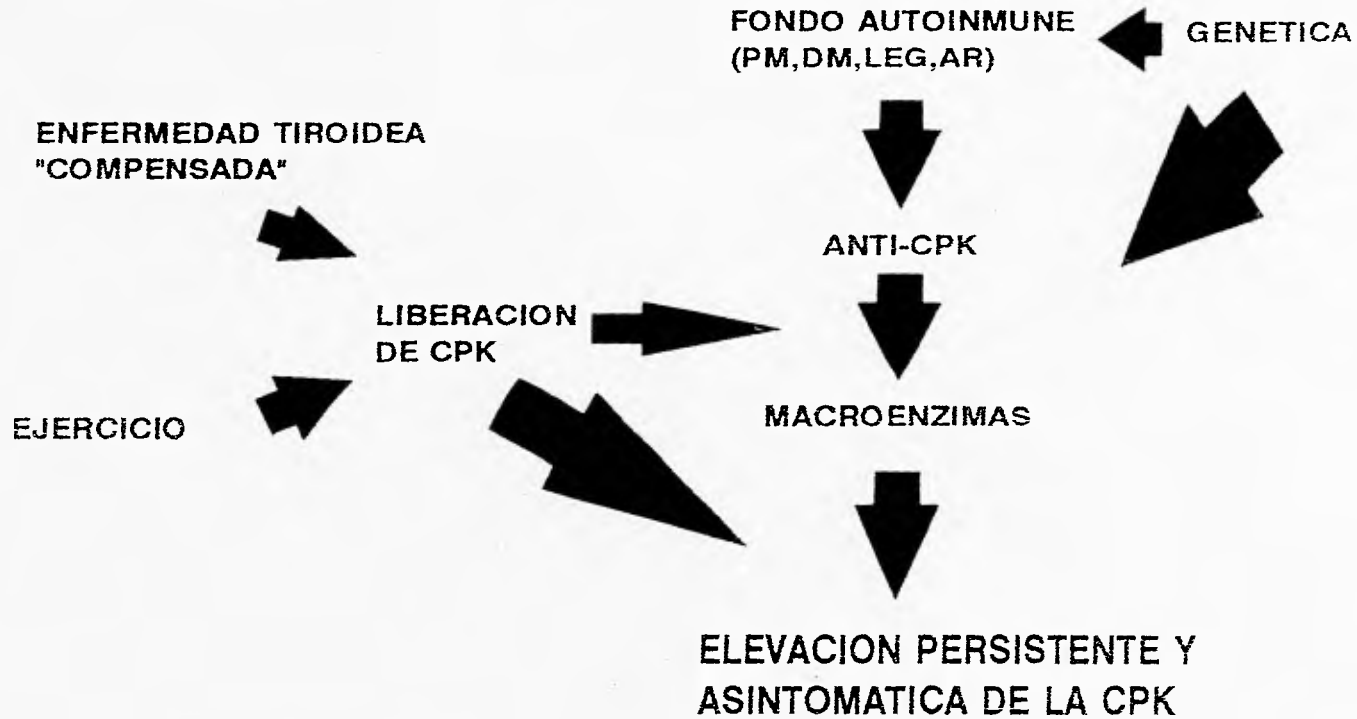 FONDO AUTOINMUNE
(PM,DM,LEG,AR)
GENETICA
ENFERMEDAD TIROIDEA
"COMPENSADA"
ANTI-CPK
LIBERACION
DE CPK
EJERCICIO
MACROENZIMAS
ELEVACION PERSISTENTE Y
ASINTOMATICA DE LA CPK